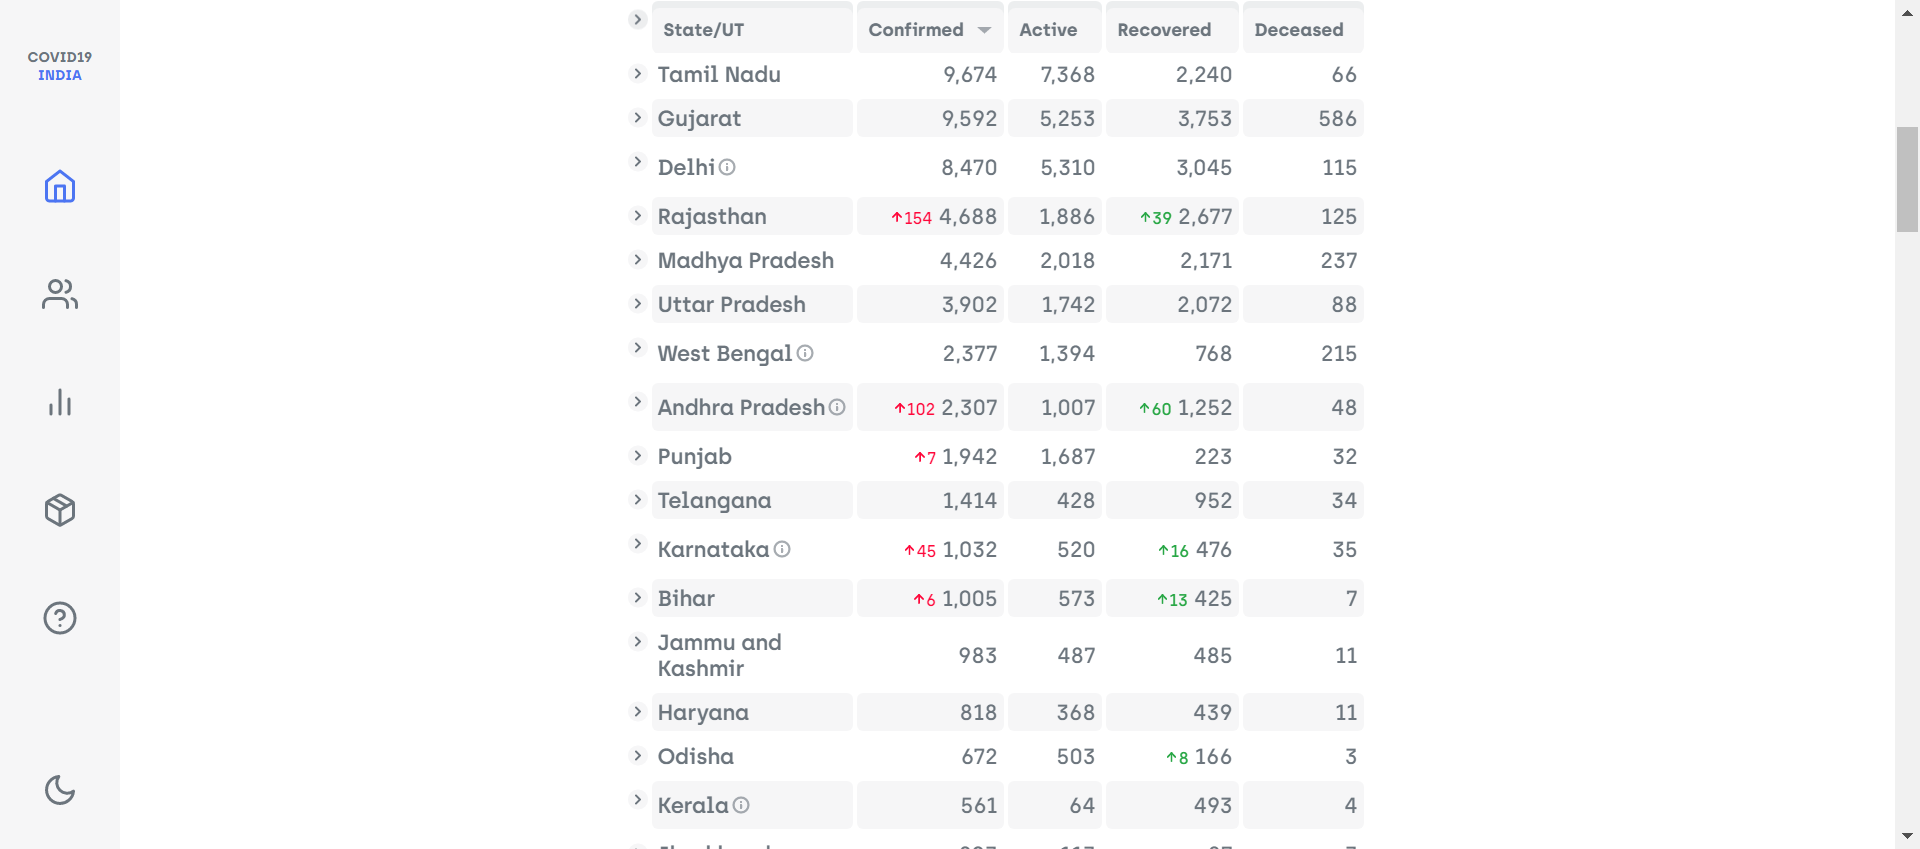 COVID19
INDIA
State/UT Confirmed Active Recovered Deceased
Tamil Nadu 9,674 7,368 2,240 66
Gujarat 9,592 5,253 3,753 586
Delhi 8,470 5,310 3,045 115
Rajasthan ↑154 4,688 1,886 ↑39 2,677 125
Madhya Pradesh 4,426 2,018 2,171 237
Uttar Pradesh 3,902 1,742 2,072 88
West Bengal 2,377 1,394 768 215
Andhra Pradesh ↑102 2,307 1,007 ↑60 1,252 48
Punjab ↑7 1,942 1,687 223 32
Telangana 1,414 428 952 34
Karnataka ↑45 1,032 520 ↑16 476 35
Bihar ↑6 1,005 573 ↑13 425 7
Jammu and
Kashmir 983 487 485 11
Haryana 818 368 439 11
Odisha 672 503 ↑8 166 3
Kerala 561 64 493 4